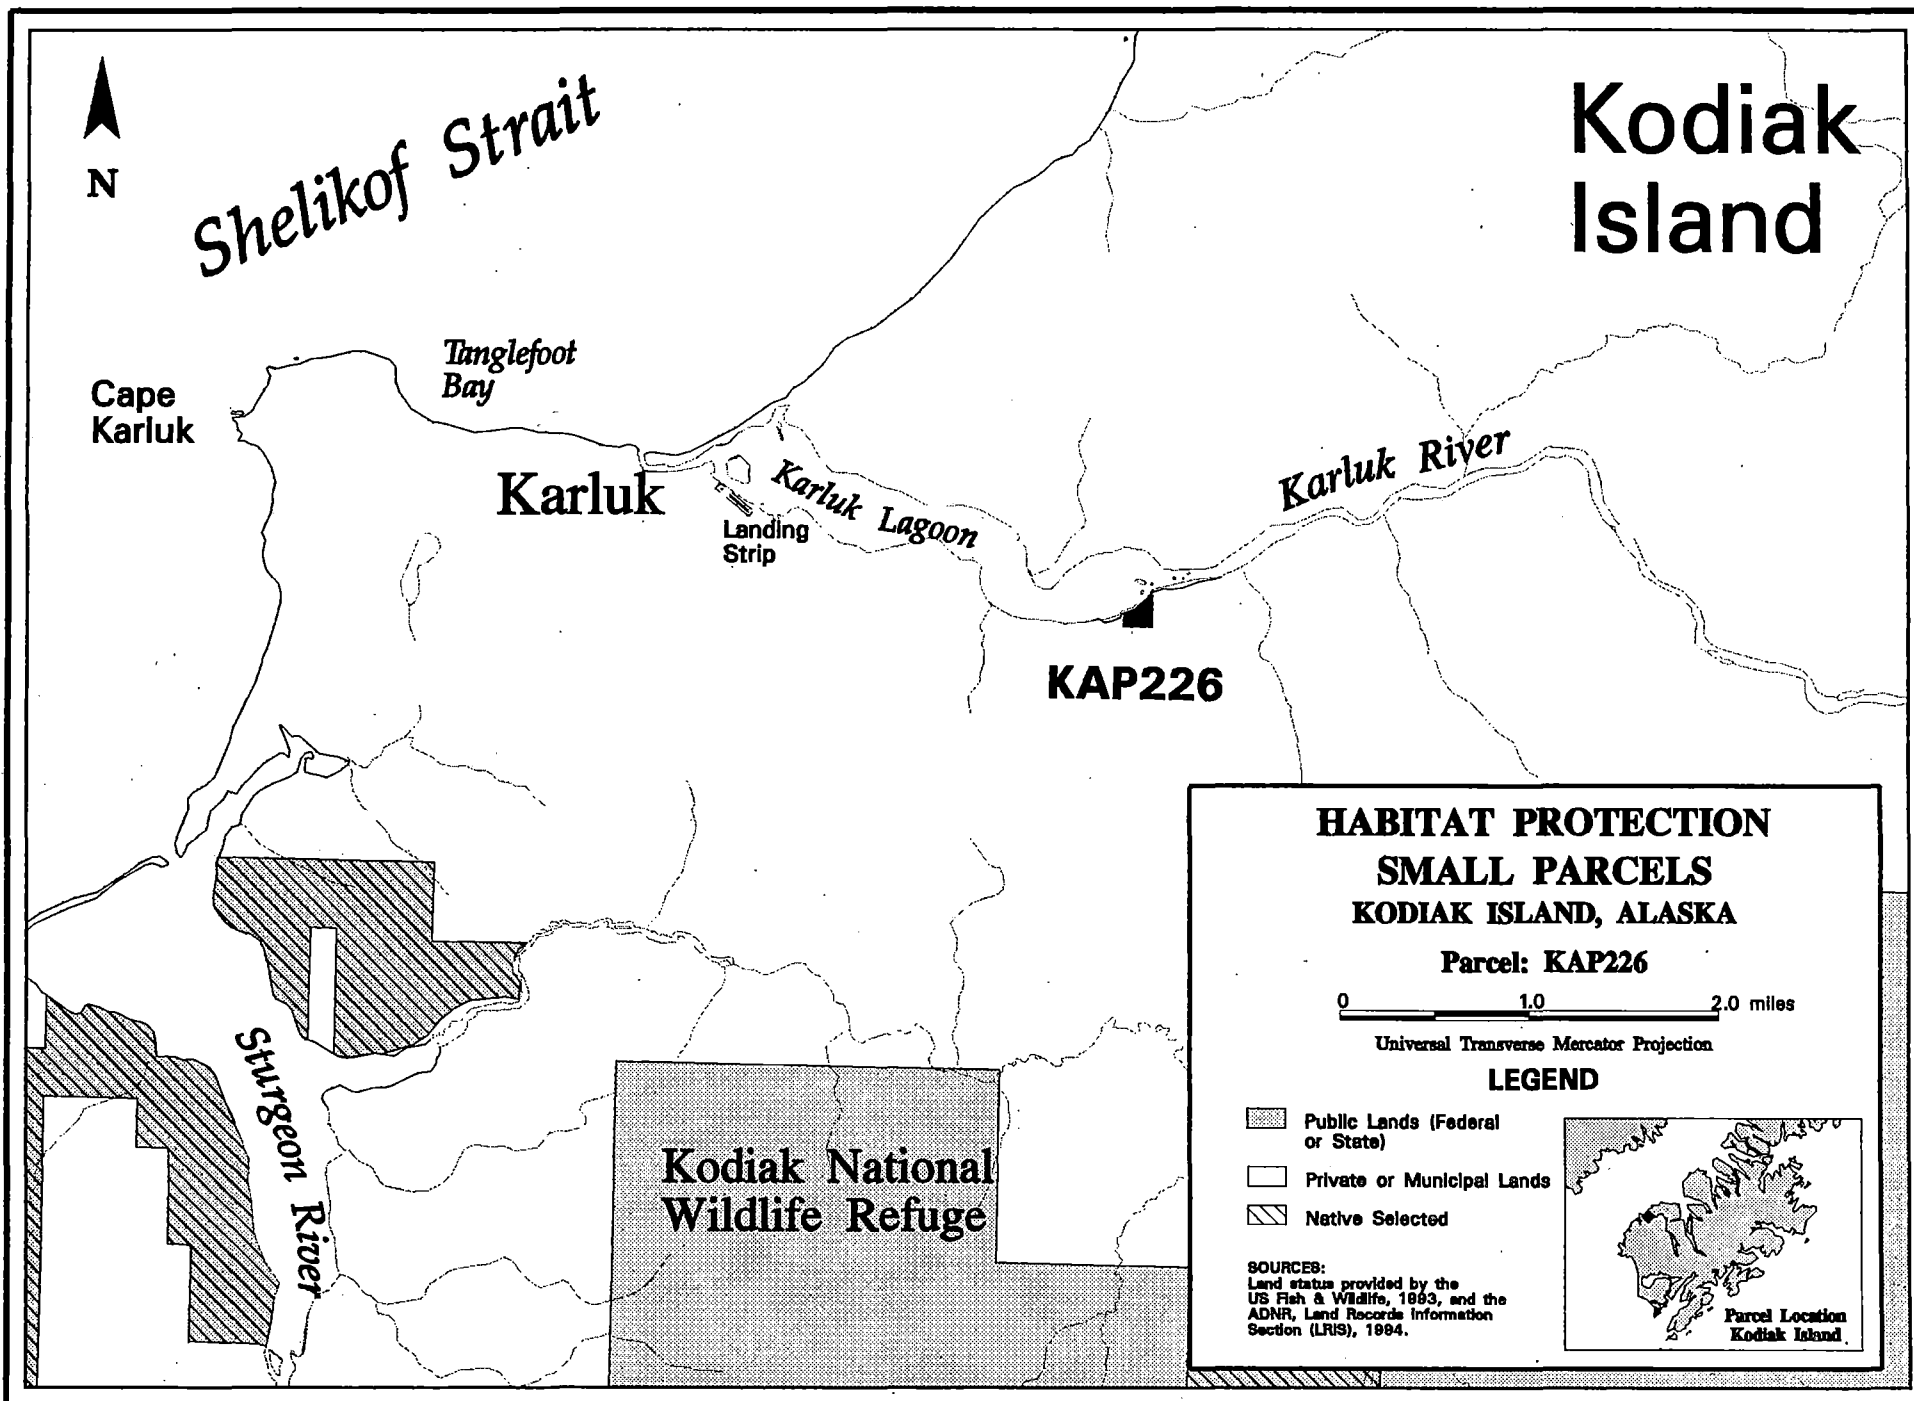 N
Shelikof Strait
Kodiak
Island
Tanglefoot
Bay
Cape
Karluk
Karluk
Karluk Lagoon
Landing
Strip
Karluk River
KAP226
Sturgeon River
Kodiak National
Wildlife Refuge
HABITAT PROTECTION
SMALL PARCELS
KODIAK ISLAND, ALASKA
Parcel: KAP226
0 1.0 2.0 miles
Universal Transverse Mercator Projection
LEGEND
Public Lands (Federal
or State)
Private or Municipal Lands
Native Selected
SOURCES:
Land status provided by the
US Fish & Wildlife, 1993, and the
ADNR, Land Records Information
Section (LRIS), 1994.
Parcel Location
Kodiak Island